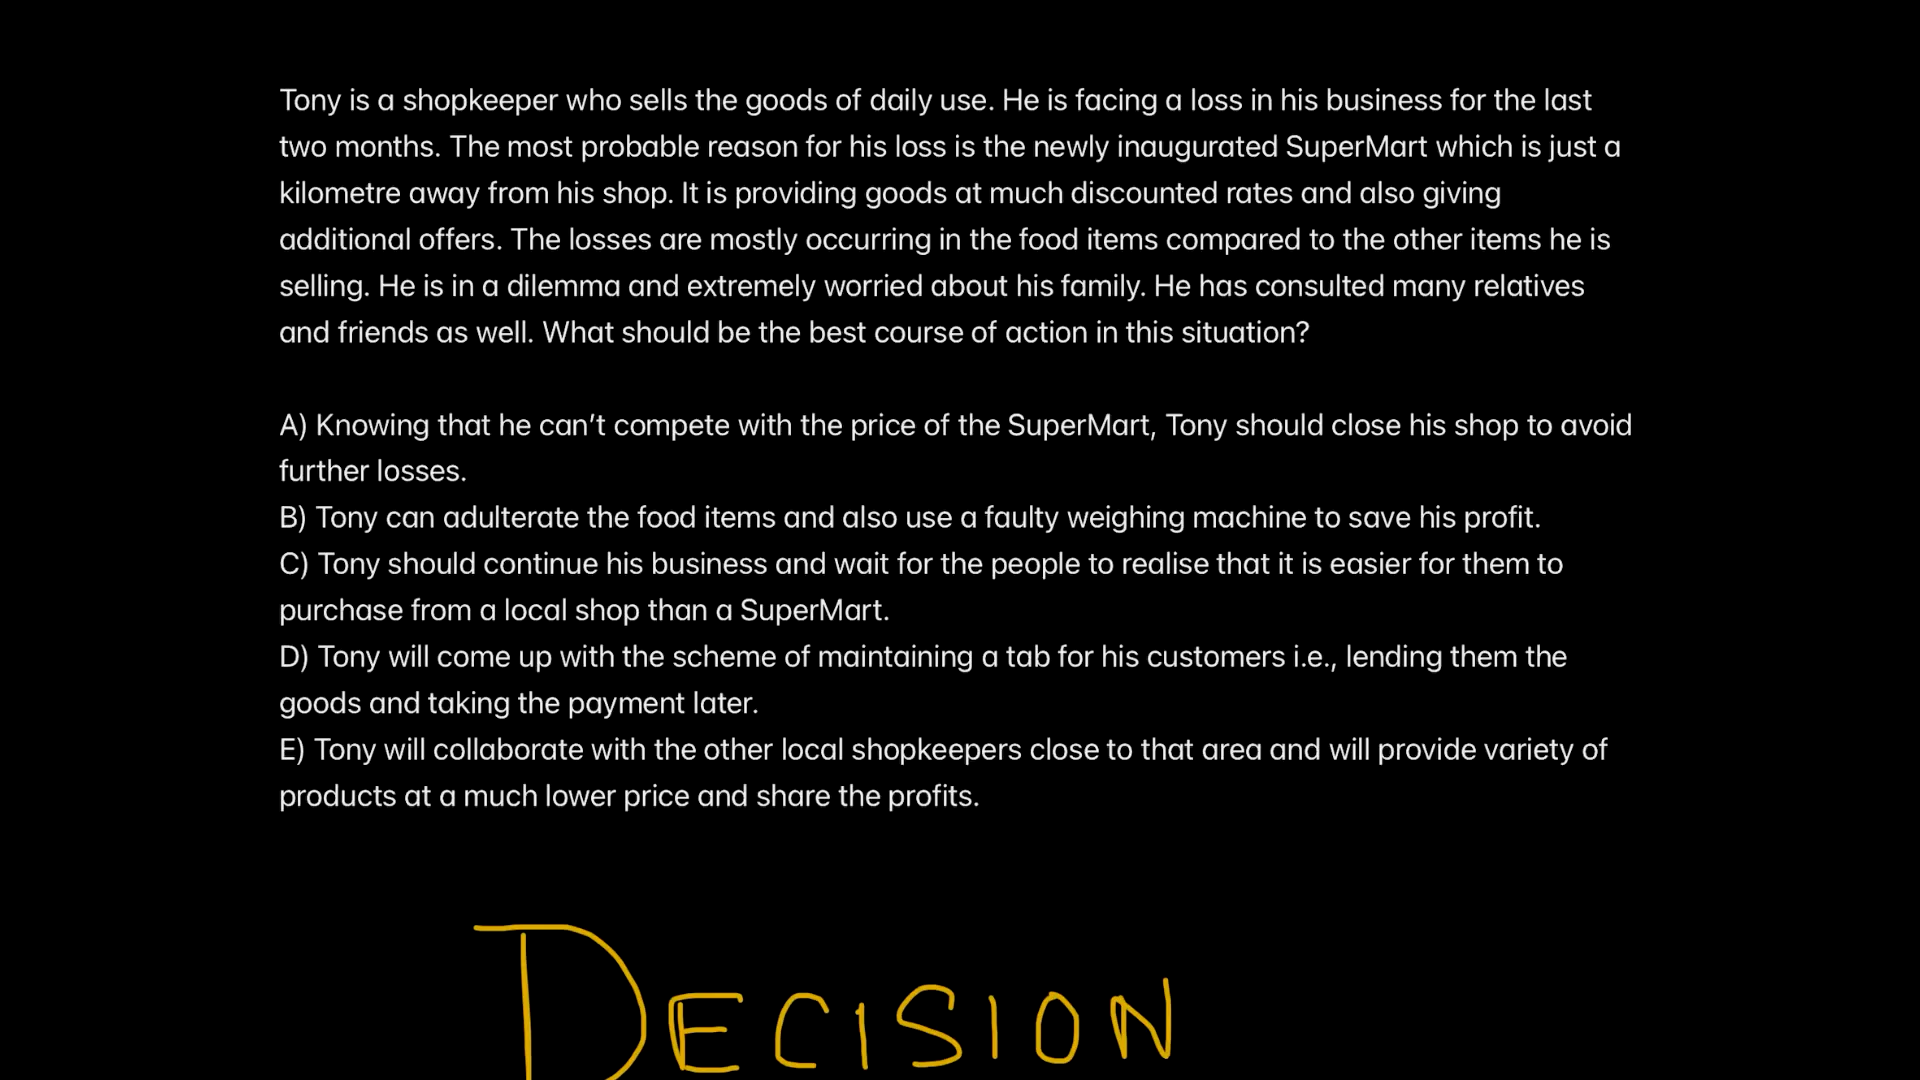 Tony is a shopkeeper who sells the goods of daily use. He is facing a loss in his business for the last
two months. The most probable reason for his loss is the newly inaugurated SuperMart which is just a
kilometre away from his shop. It is providing goods at much discounted rates and also giving
additional offers. The losses are mostly occurring in the food items compared to the other items he is
selling. He is in a dilemma and extremely worried about his family. He has consulted many relatives
and friends as well. What should be the best course of action in this situation?
A) Knowing that he can’t compete with the price of the SuperMart, Tony should close his shop to avoid
further losses.
B) Tony can adulterate the food items and also use a faulty weighing machine to save his profit.
C) Tony should continue his business and wait for the people to realise that it is easier for them to
purchase from a local shop than a SuperMart.
D) Tony will come up with the scheme of maintaining a tab for his customers i.e., lending them the
goods and taking the payment later.
E) Tony will collaborate with the other local shopkeepers close to that area and will provide variety of
products at a much lower price and share the profits.
DECISION